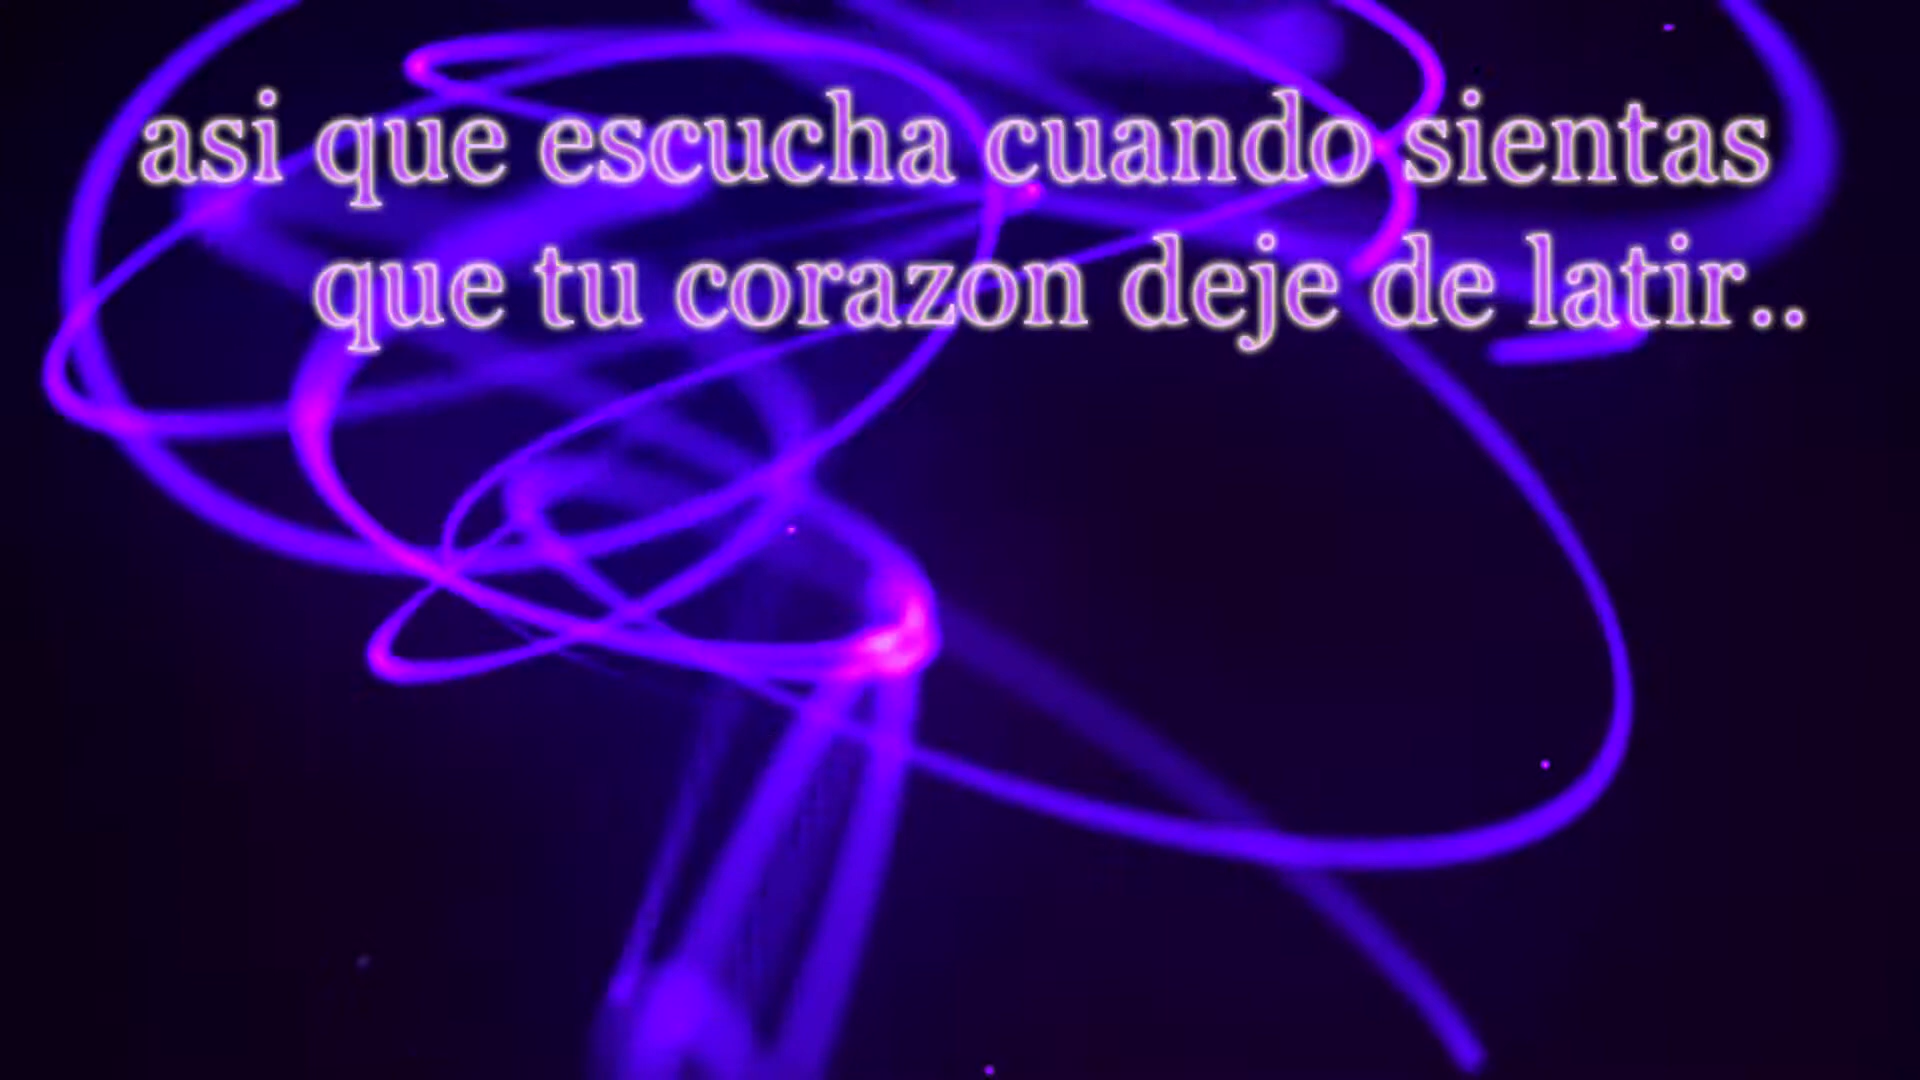 asi que escucha cuando sientas
que tu corazon deje de latir..